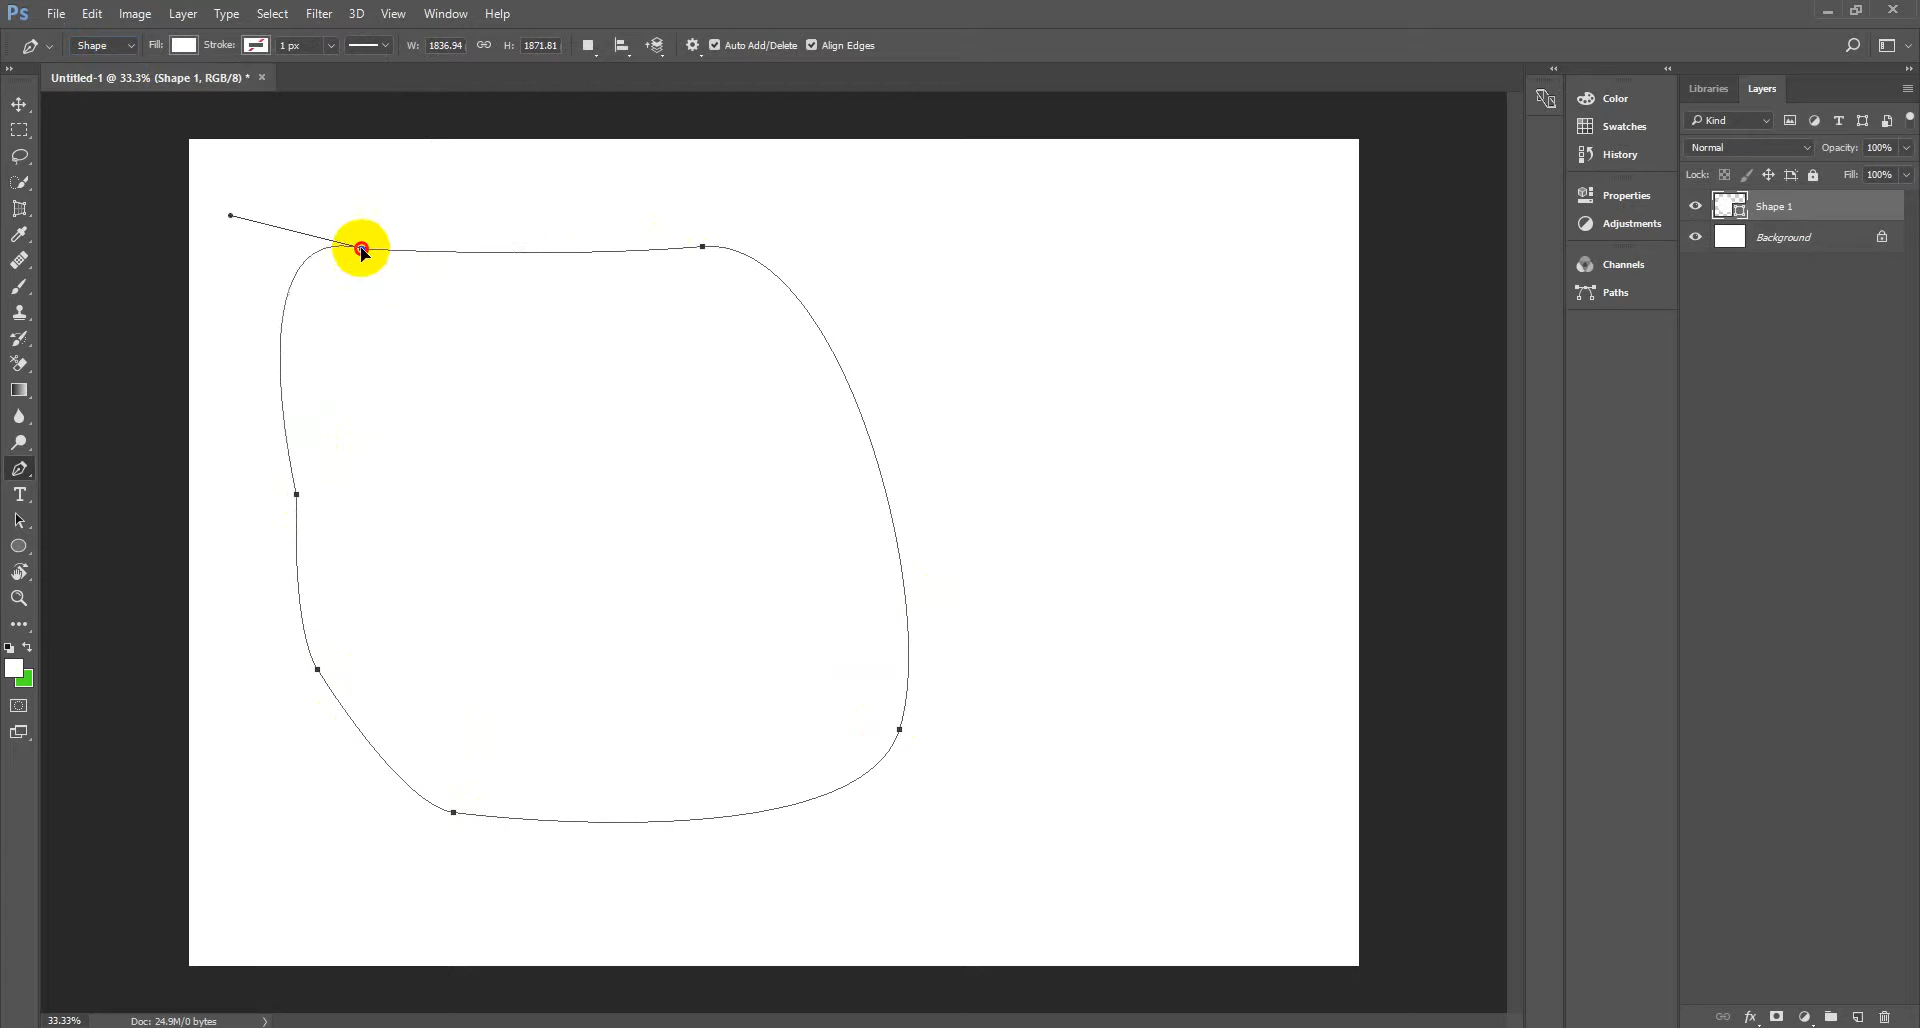 Ps File Edit Image Layer Type Select Filter 3D View Window Help
Shape Fill: Stroke: 1 px W: 1836.94 H: 1871.81 Auto Add/Delete Align Edges
Untitled-1 @ 33.3% (Shape 1, RGB/8) *
Color
Swatches
History
Properties
Adjustments
Channels
Paths
Libraries Layers
Kind
Normal Opacity: 100%
Lock: Fill: 100%
Shape 1
Background
33.33% Doc: 24.9M/0 bytes